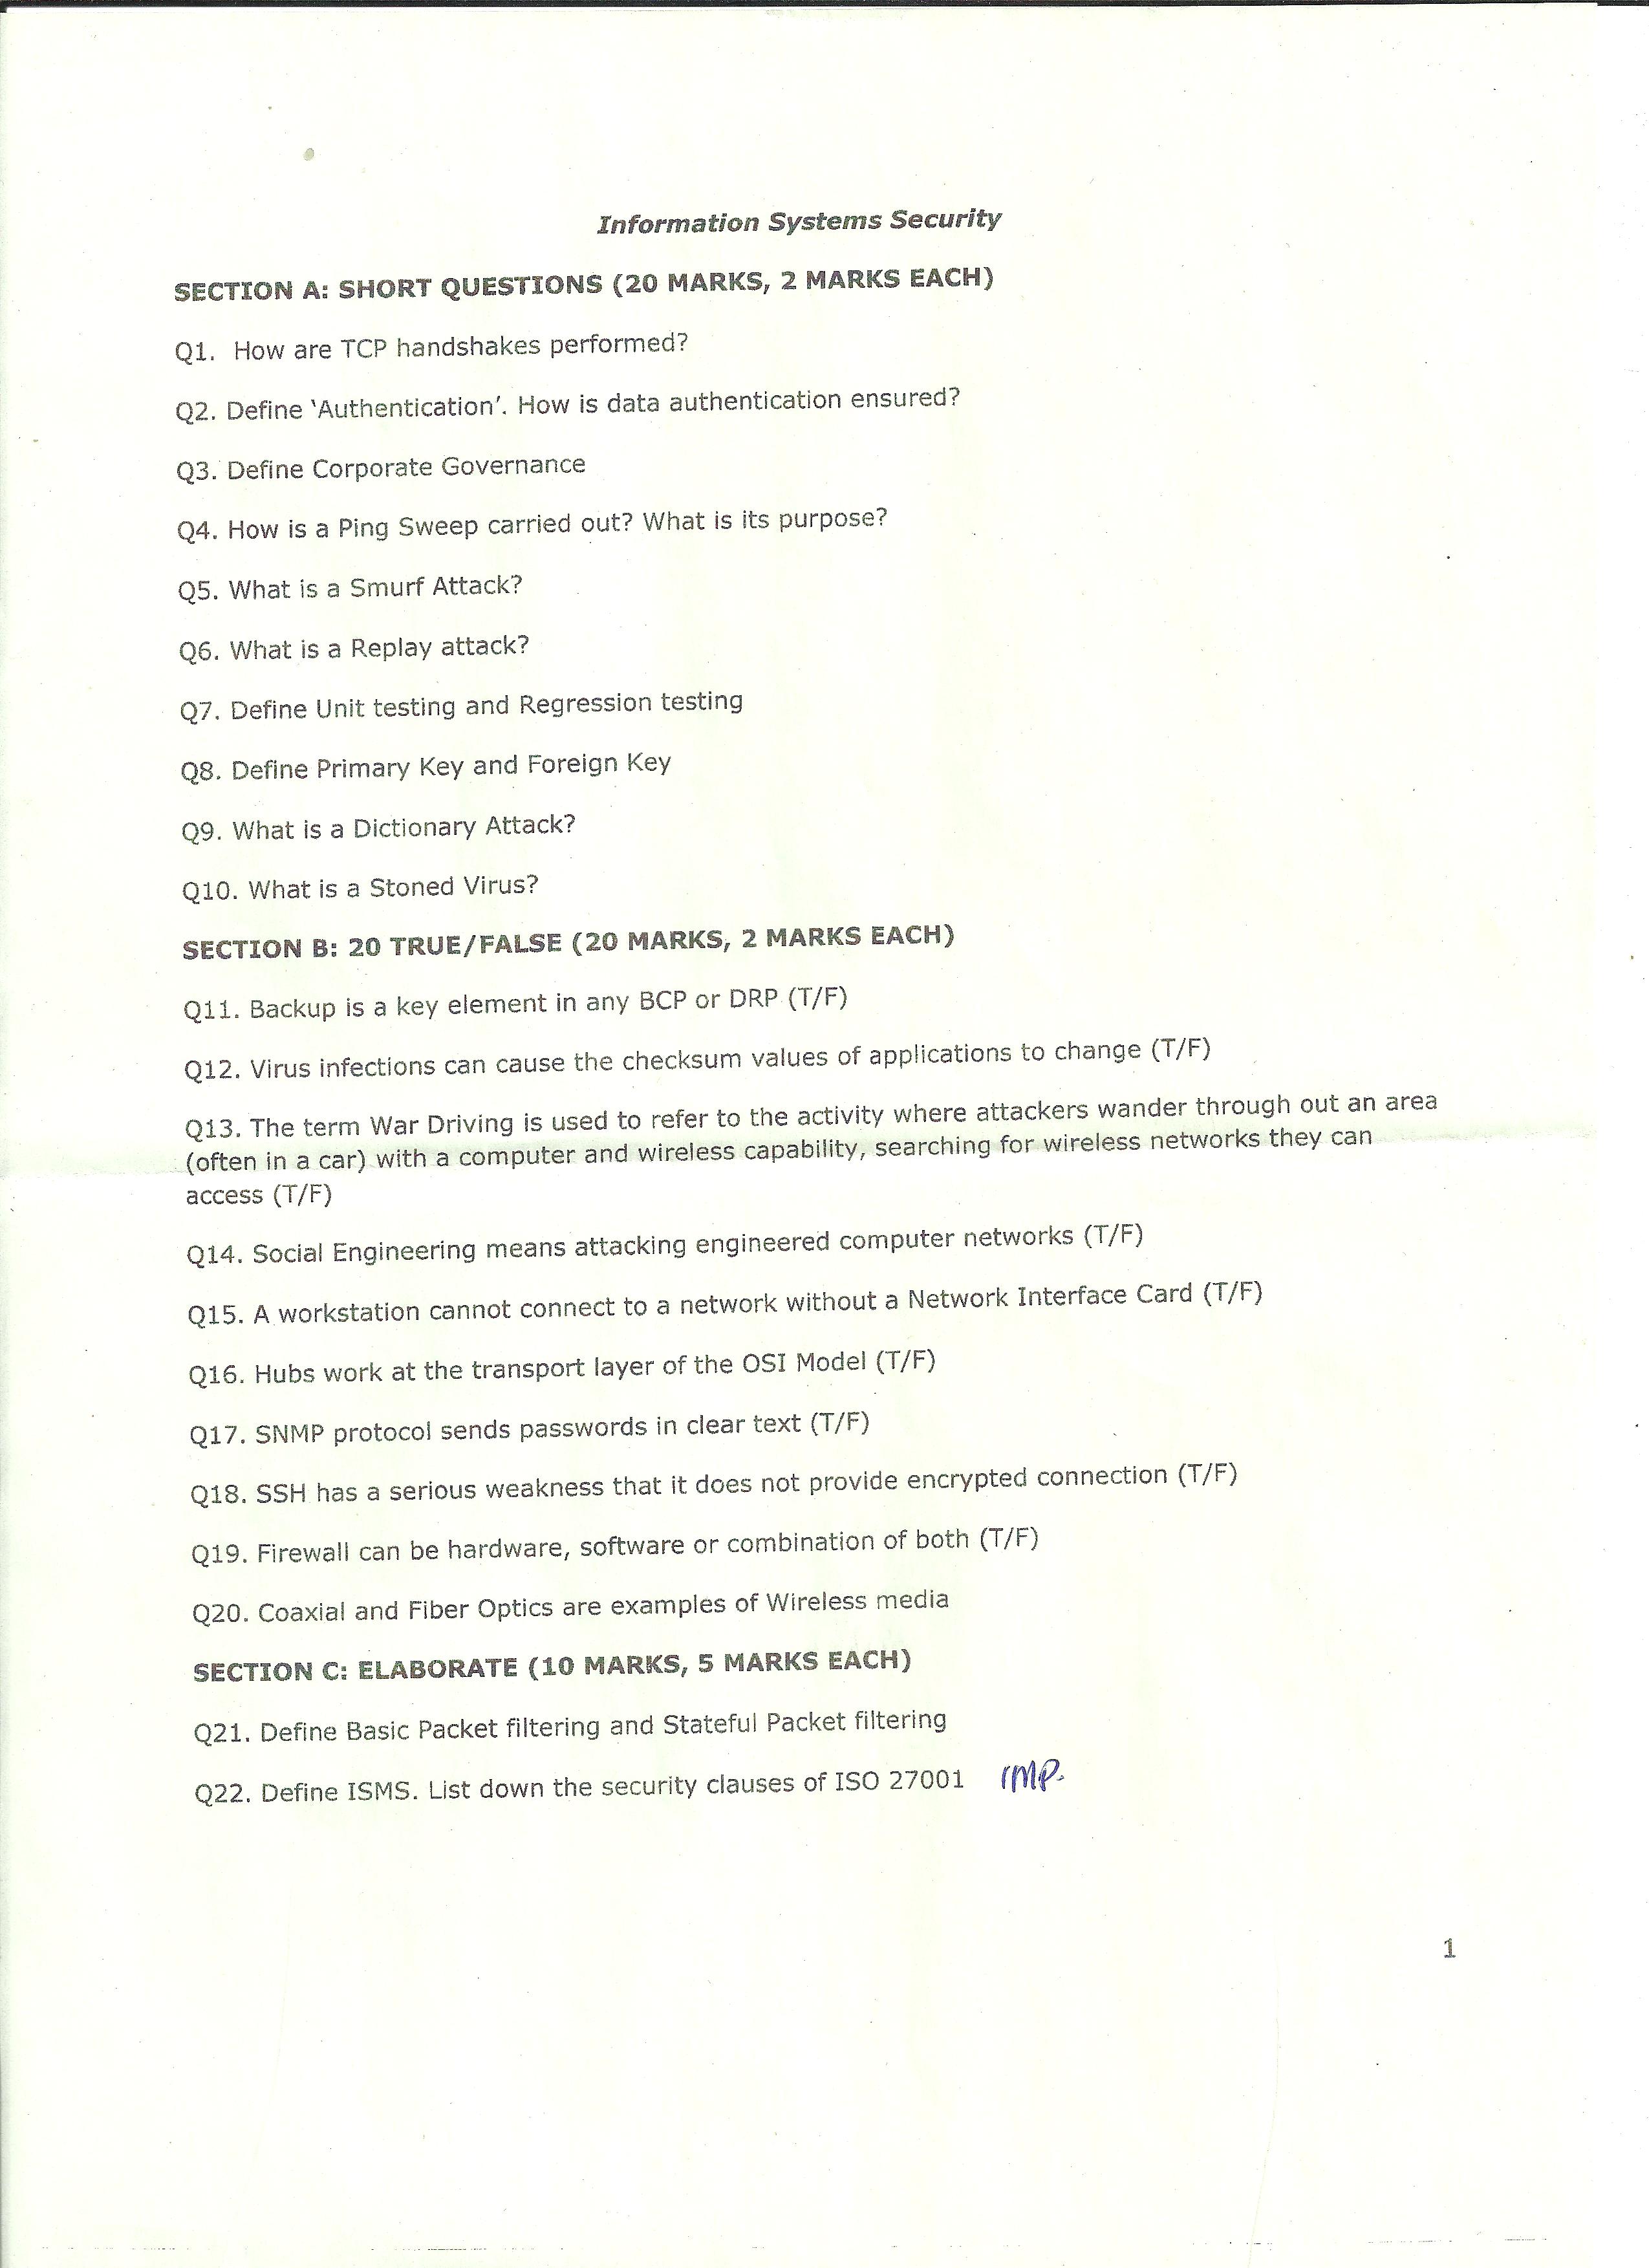 Information Systems Security
SECTION A: SHORT QUESTIONS (20 MARKS, 2 MARKS EACH)
Q1. How are TCP handshakes performed?
Q2. Define ‘Authentication’. How is data authentication ensured?
Q3. Define Corporate Governance
Q4. How is a Ping Sweep carried out? What is its purpose?
Q5. What is a Smurf Attack?
Q6. What is a Replay attack?
Q7. Define Unit testing and Regression testing
Q8. Define Primary Key and Foreign Key
Q9. What is a Dictionary Attack?
Q10. What is a Stoned Virus?
SECTION B: 20 TRUE/FALSE (20 MARKS, 2 MARKS EACH)
Q11. Backup is a key element in any BCP or DRP (T/F)
Q12. Virus infections can cause the checksum values of applications to change (T/F)
Q13. The term War Driving is used to refer to the activity where attackers wander through out an area
(often in a car) with a computer and wireless capability, searching for wireless networks they can
access (T/F)
Q14. Social Engineering means attacking engineered computer networks (T/F)
Q15. A workstation cannot connect to a network without a Network Interface Card (T/F)
Q16. Hubs work at the transport layer of the OSI Model (T/F)
Q17. SNMP protocol sends passwords in clear text (T/F)
Q18. SSH has a serious weakness that it does not provide encrypted connection (T/F)
Q19. Firewall can be hardware, software or combination of both (T/F)
Q20. Coaxial and Fiber Optics are examples of Wireless media
SECTION C: ELABORATE (10 MARKS, 5 MARKS EACH)
Q21. Define Basic Packet filtering and Stateful Packet filtering
Q22. Define ISMS. List down the security clauses of ISO 27001 IMP.
1